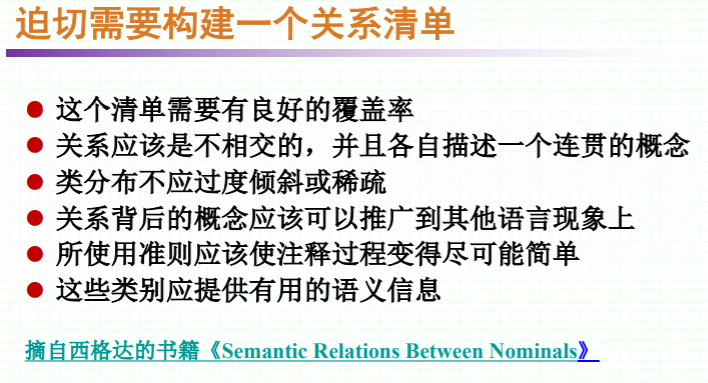 迫切需要构建一个关系清单
● 这个清单需要有良好的覆盖率
● 关系应该是不相交的，并且各自描述一个连贯的概念
● 类分布不应过度倾斜或稀疏
● 关系背后的概念应该可以推广到其他语言现象上
● 所使用准则应该使注释过程变得尽可能简单
● 这些类别应提供有用的语义信息
摘自西格达的书籍《Semantic Relations Between Nominals》